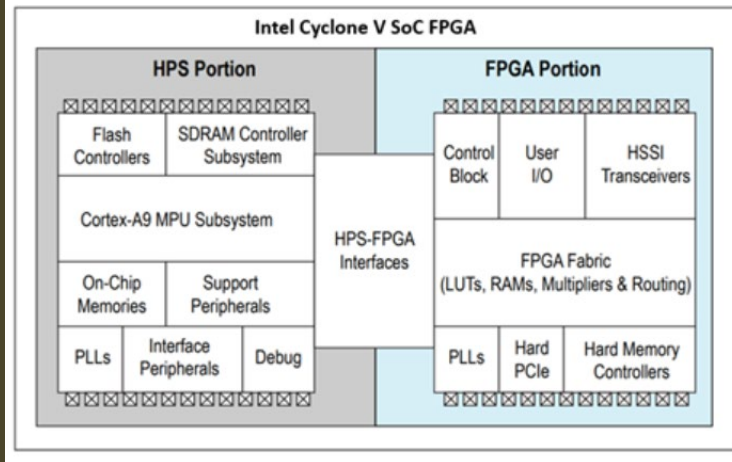 Intel Cyclone V SoC FPGA
HPS Portion
FPGA Portion
Flash
Controllers
SDRAM Controller
Subsystem
Cortex-A9 MPU Subsystem
On-Chip
Memories
Support
Peripherals
PLLs
Interface
Peripherals
Debug
HPS-FPGA
Interfaces
Control
Block
User
I/O
HSSI
Transceivers
FPGA Fabric
(LUTs, RAMs, Multipliers & Routing)
PLLs
Hard
PCIe
Hard Memory
Controllers